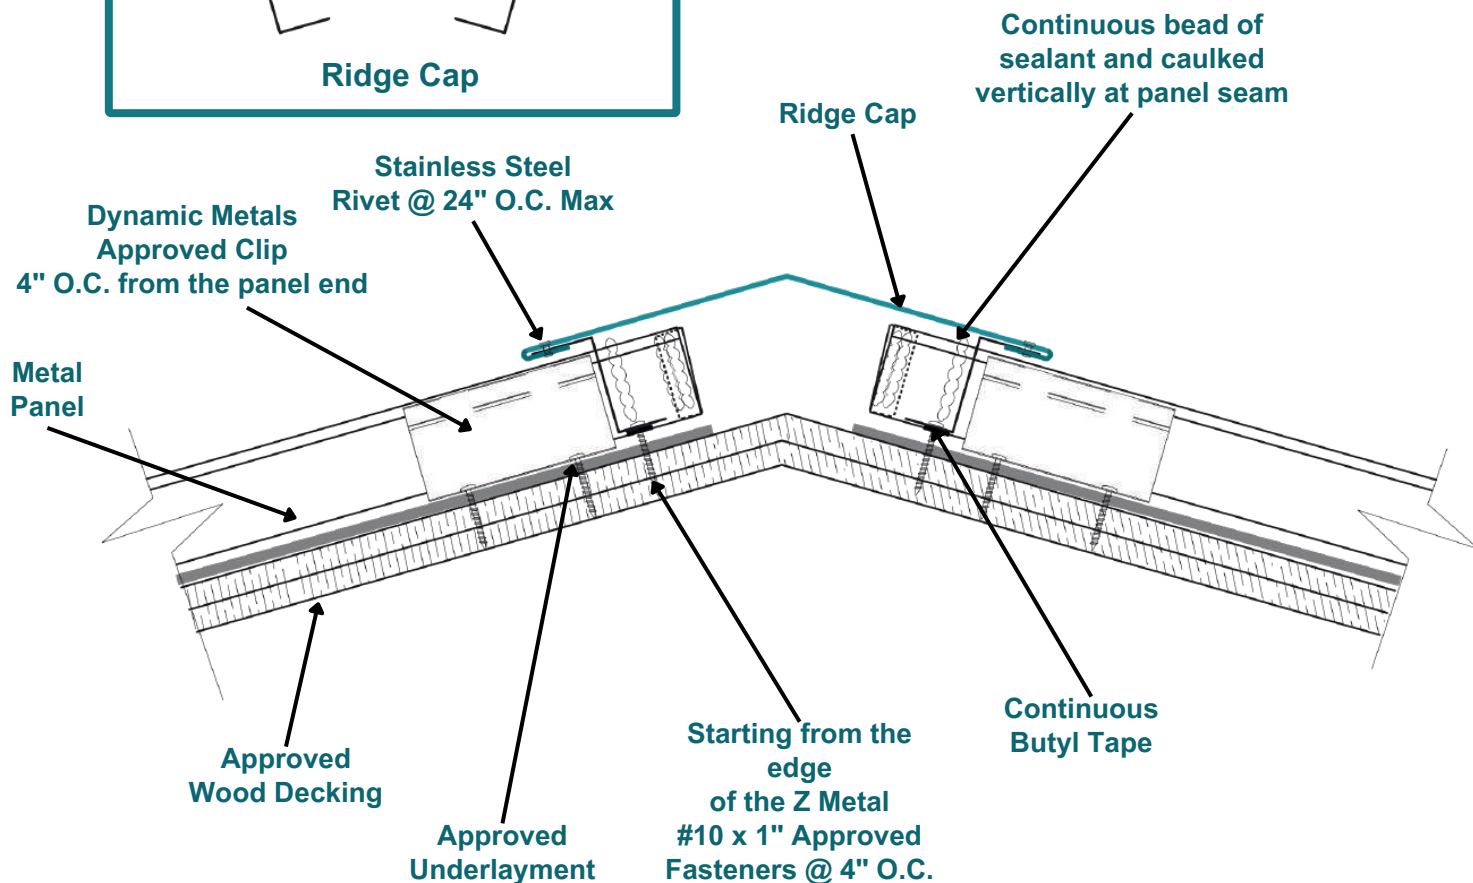 Ridge Cap
Continuous bead of
sealant and caulked
vertically at panel seam
Ridge Cap
Stainless Steel
Rivet @ 24" O.C. Max
Dynamic Metals
Approved Clip
4" O.C. from the panel end
Metal
Panel
Approved
Wood Decking
Approved
Underlayment
Starting from the
edge
of the Z Metal
#10 x 1" Approved
Fasteners @ 4" O.C.
Continuous
Butyl Tape